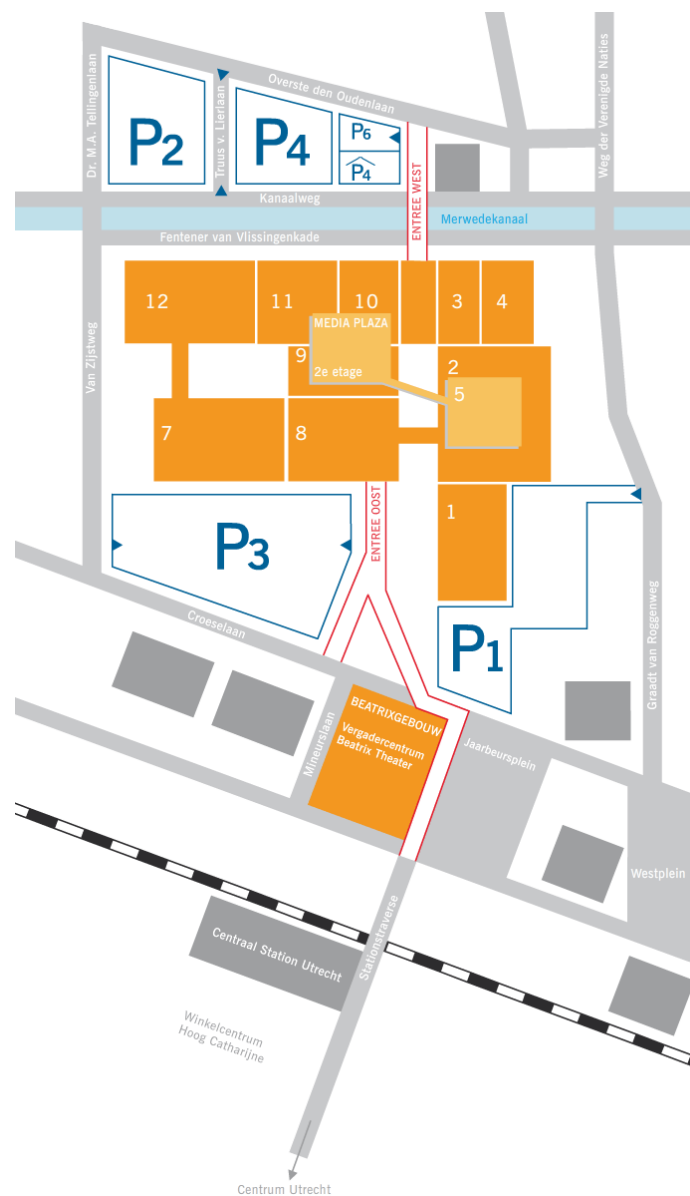 Overste den Oudenlaan
Dr. M.A. Tellingenlaan
Truus v. Lierlaan
Weg der Verenigde Naties
P2
P4
P6
P4
Kanaalweg
ENTREE WEST
Merwedekanaal
Fentener van Vlissingenkade
12
11
10
3
4
MEDIA PLAZA
9
2e etage
2
5
Van Zijstweg
7
8
1
ENTREE OOST
P3
P1
Croeselaan
Graadt van Roggenweg
Mineurslaan
BEATRIXGEBOUW
Vergadercentrum
Beatrix Theater
Jaarbeursplein
Westplein
Centraal Station Utrecht
Stationstraverse
Winkelcentrum
Hoog Catharijne
Centrum Utrecht